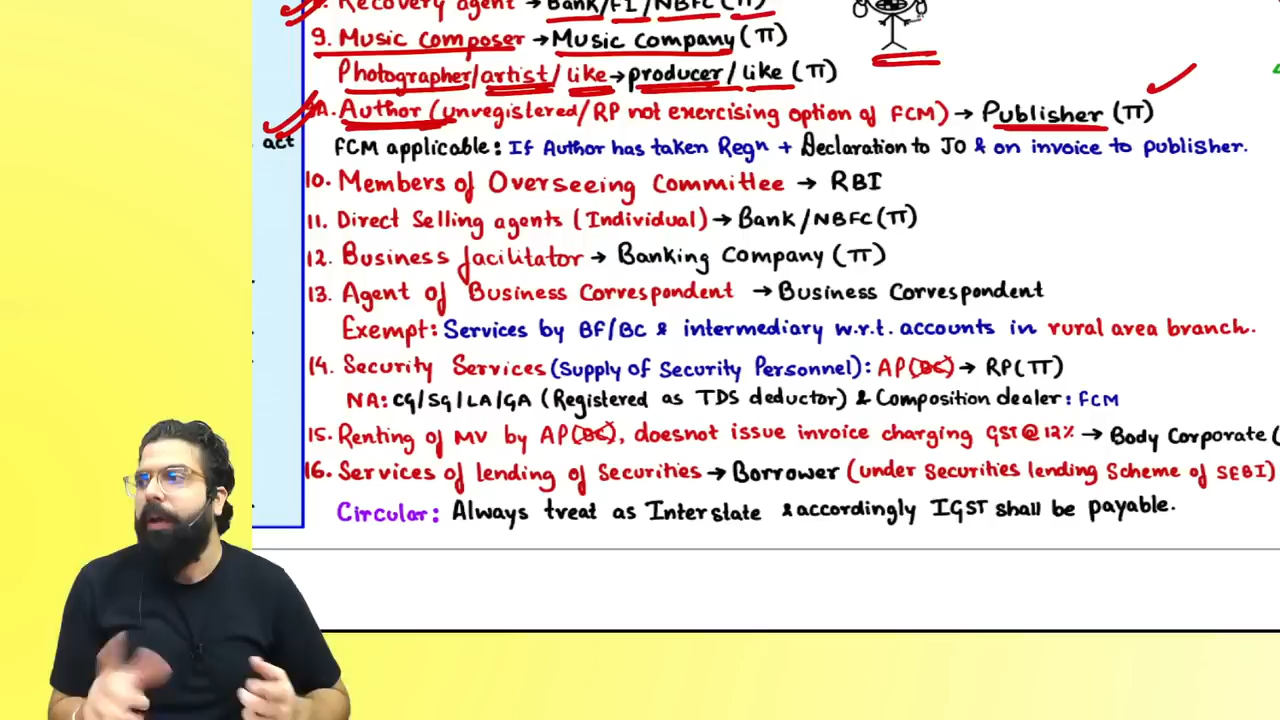 Recovery agent → Bank/FI/NBFC (π)
9. Music Composer → Music Company (π)
Photographer/artist/like → producer/like (π)
9A. Author (unregistered/RP not exercising option of FCM) → Publisher (π)
act
FCM applicable: If Author has taken Regn + Declaration to JO & on invoice to publisher.
10. Members of Overseeing Committee → RBI
11. Direct Selling agents (Individual) → Bank/NBFC (π)
12. Business facilitator → Banking Company (π)
13. Agent of Business Correspondent → Business Correspondent
Exempt: Services by BF/BC & intermediary w.r.t. accounts in rural area branch.
14. Security Services (Supply of Security Personnel): AP(BC) → RP(π)
NA: CG/SG/LA/GA (Registered as TDS deductor) & Composition dealer: FCM
15. Renting of MV by AP(BC), doesnot issue invoice charging GST@12% → Body Corporate (
16. Services of lending of Securities → Borrower (under Securities lending Scheme of SEBI)
Circular: Always treat as Interstate & accordingly IGST shall be payable.